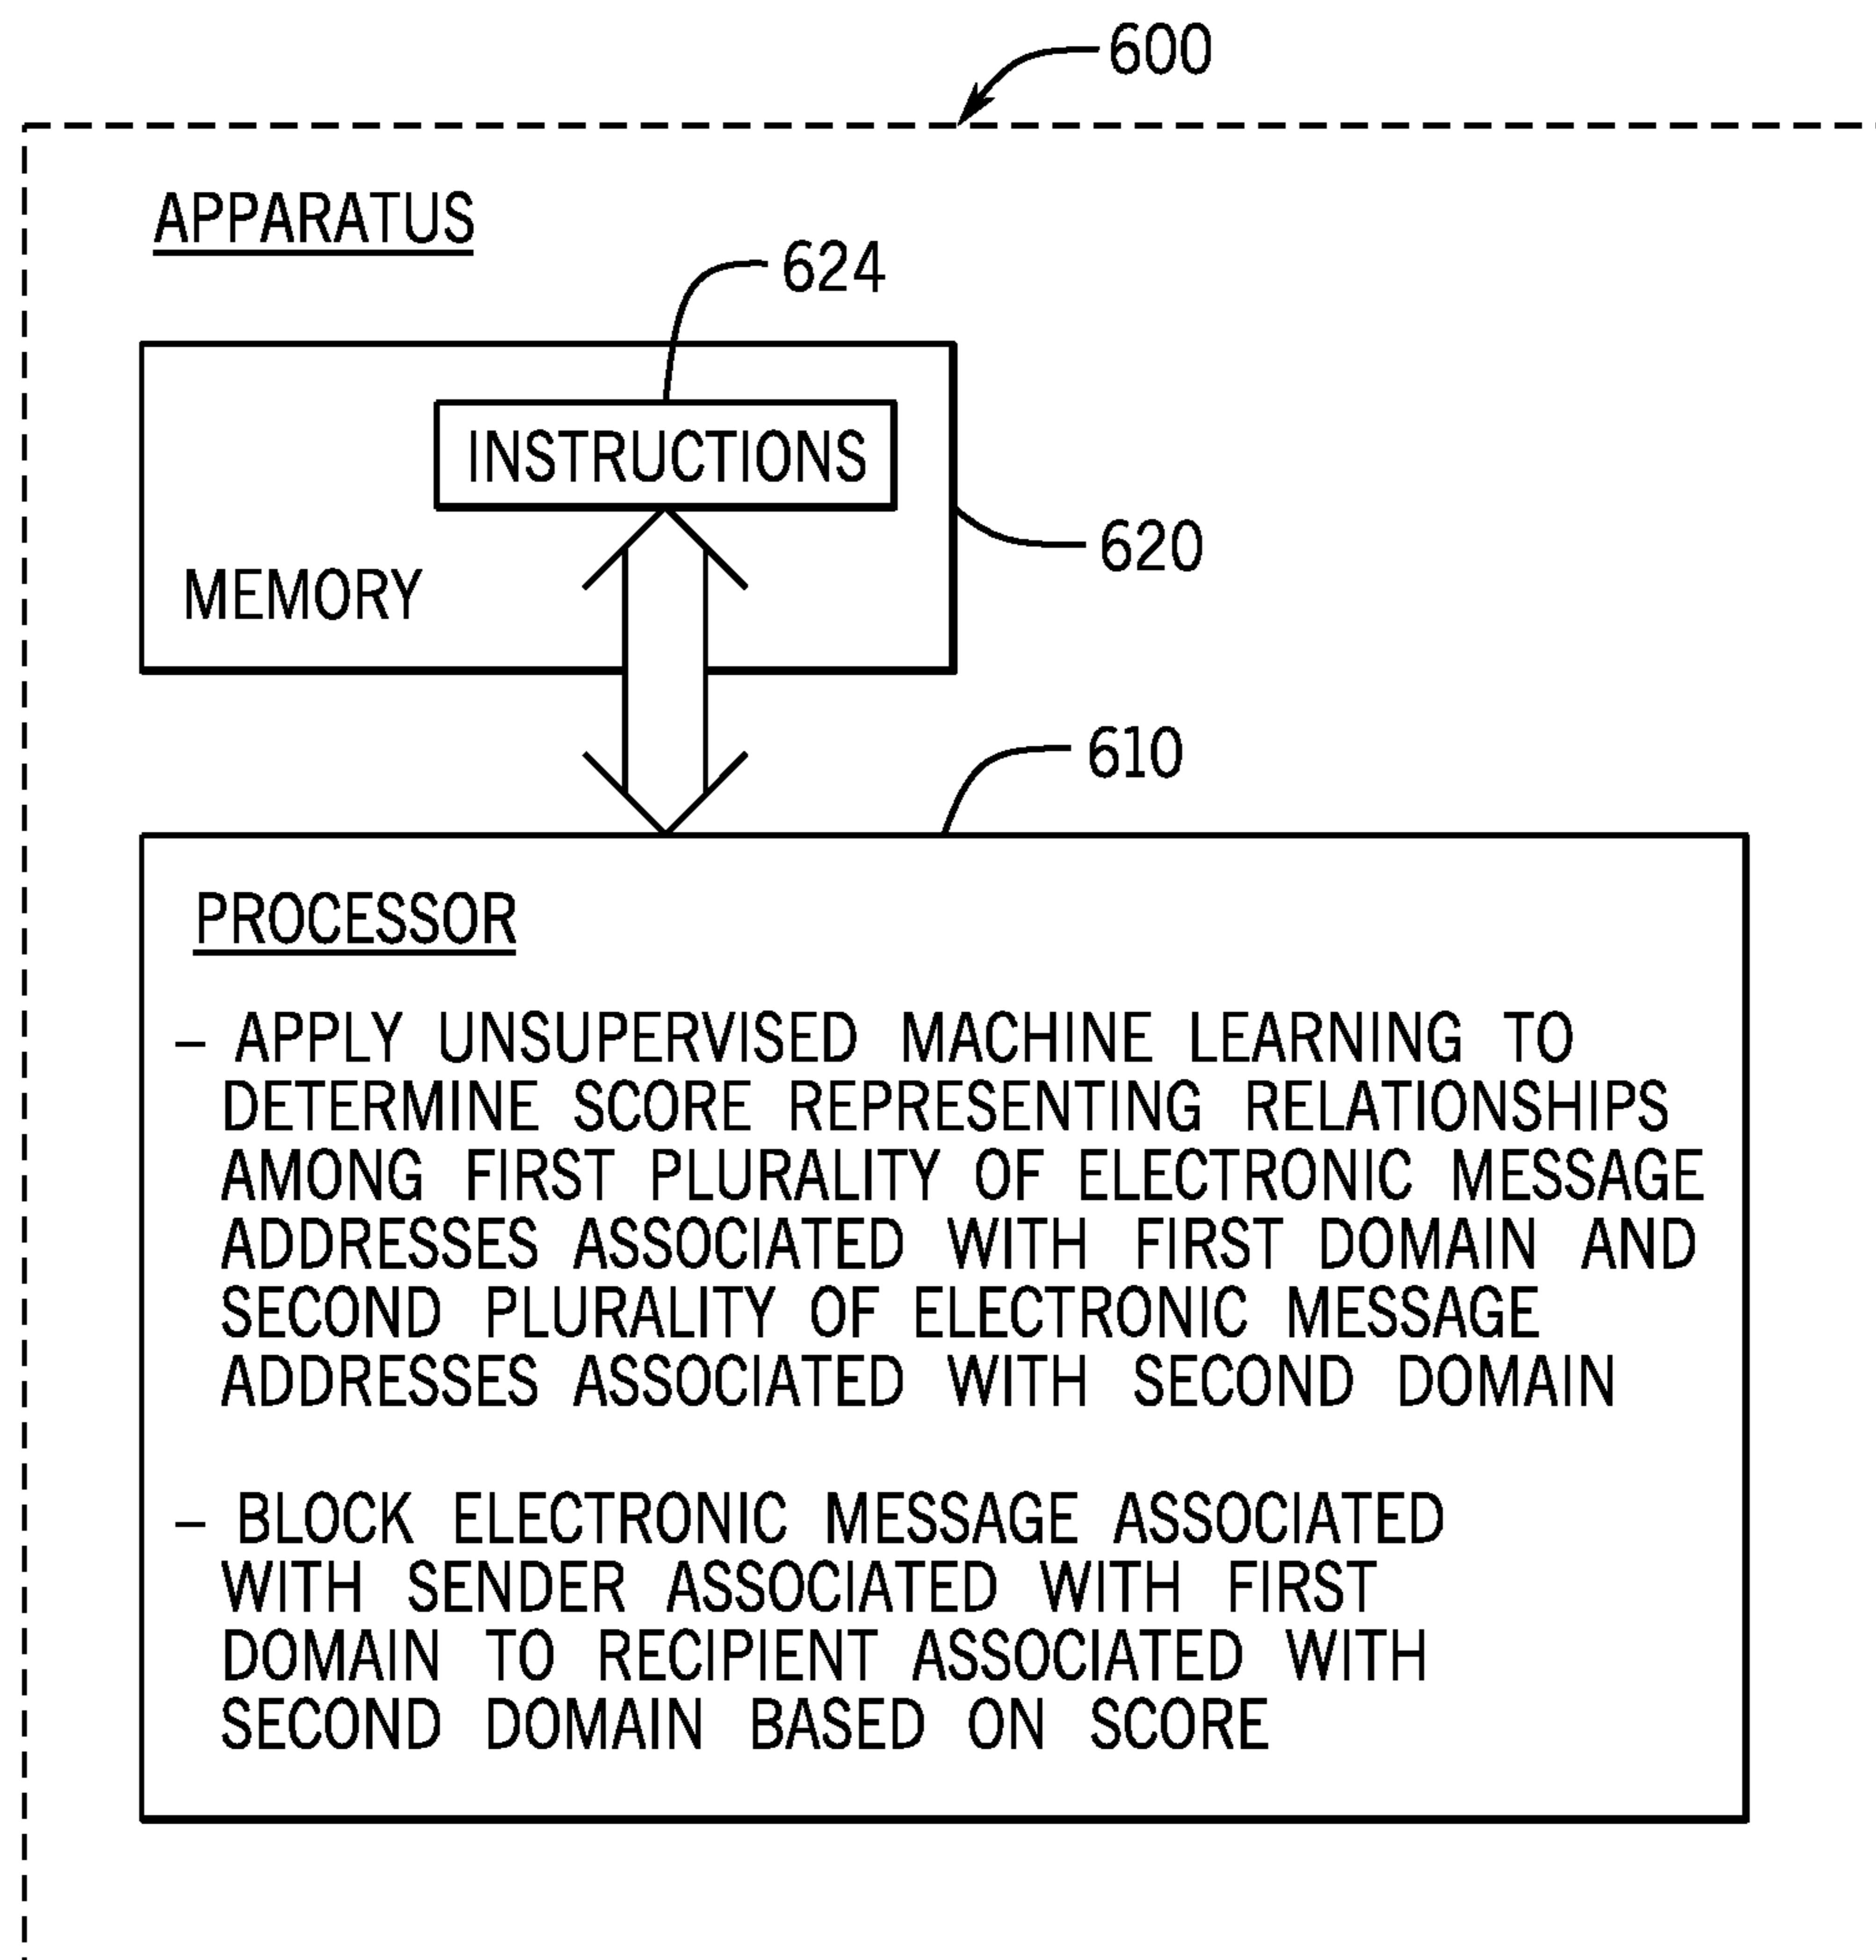 600
APPARATUS
624
INSTRUCTIONS
620
MEMORY
610
PROCESSOR
– APPLY UNSUPERVISED MACHINE LEARNING TO
DETERMINE SCORE REPRESENTING RELATIONSHIPS
AMONG FIRST PLURALITY OF ELECTRONIC MESSAGE
ADDRESSES ASSOCIATED WITH FIRST DOMAIN AND
SECOND PLURALITY OF ELECTRONIC MESSAGE
ADDRESSES ASSOCIATED WITH SECOND DOMAIN
– BLOCK ELECTRONIC MESSAGE ASSOCIATED
WITH SENDER ASSOCIATED WITH FIRST
DOMAIN TO RECIPIENT ASSOCIATED WITH
SECOND DOMAIN BASED ON SCORE